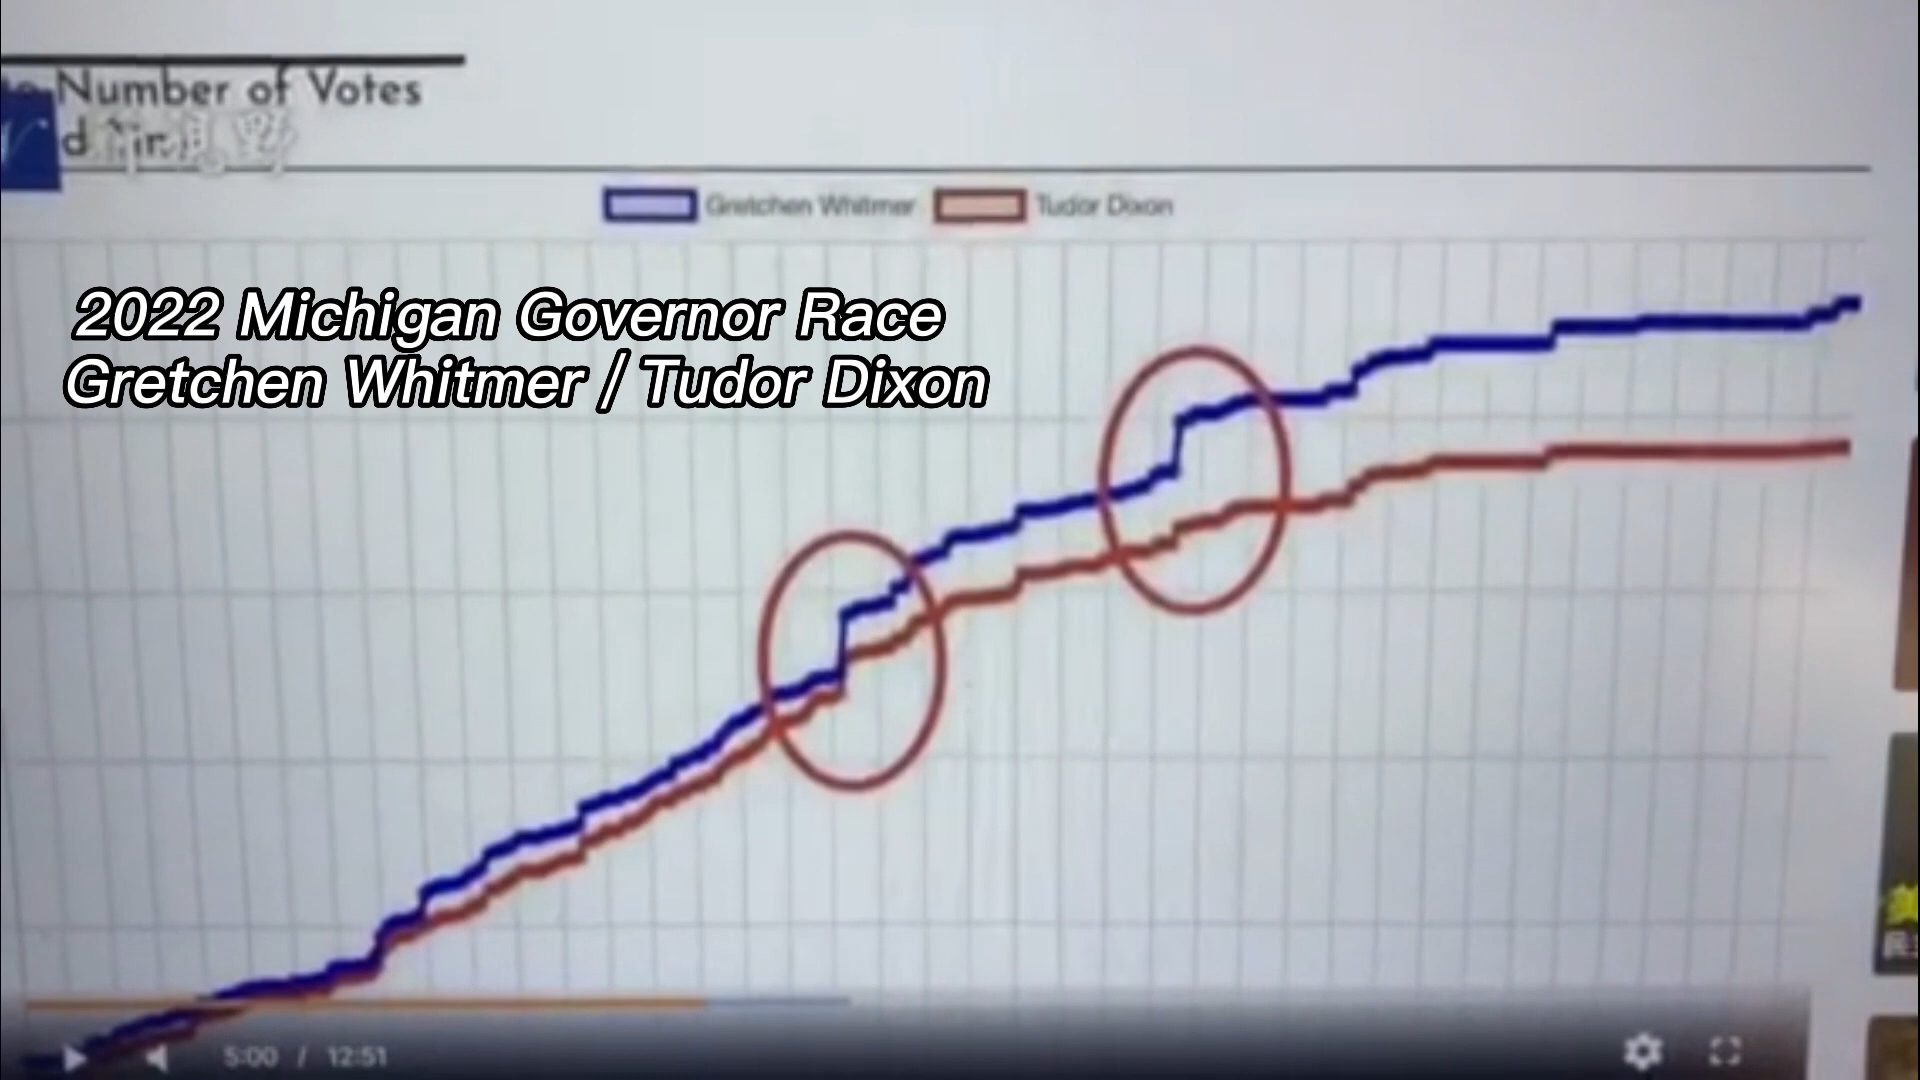 Number of Votes
Gretchen Whitmer Tudor Dixon
2022 Michigan Governor Race
Gretchen Whitmer / Tudor Dixon
5:00 / 12:51